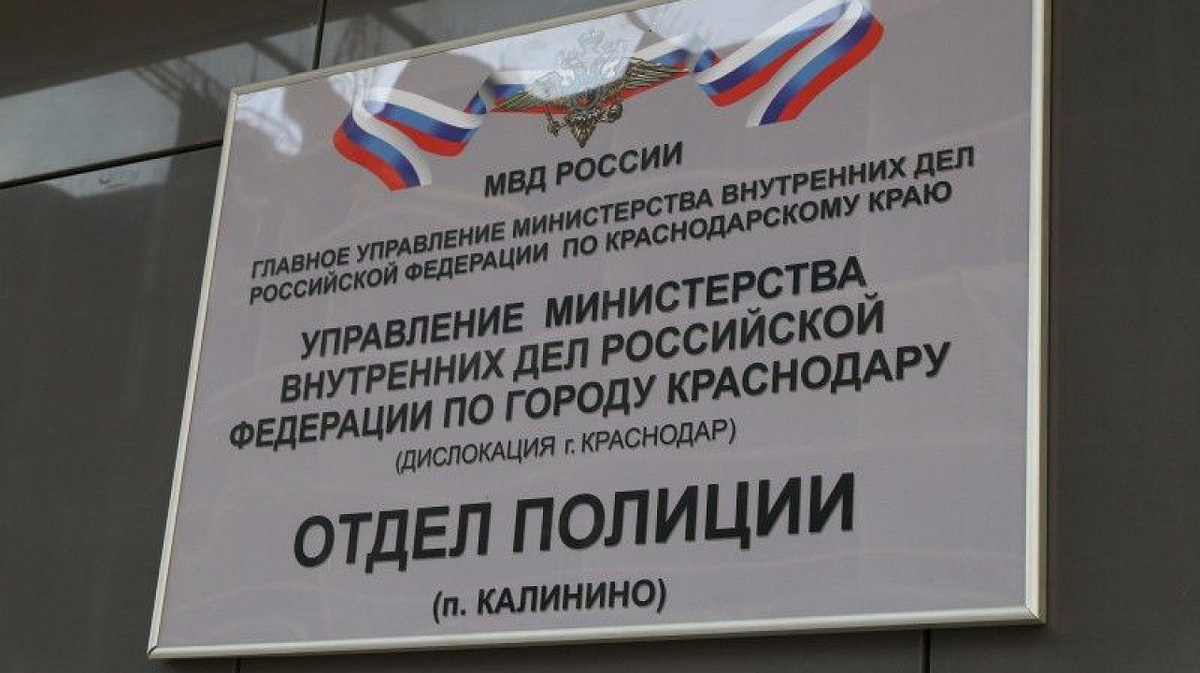 МВД РОССИИ
ГЛАВНОЕ УПРАВЛЕНИЕ МИНИСТЕРСТВА ВНУТРЕННИХ ДЕЛ
РОССИЙСКОЙ ФЕДЕРАЦИИ ПО КРАСНОДАРСКОМУ КРАЮ
УПРАВЛЕНИЕ МИНИСТЕРСТВА
ВНУТРЕННИХ ДЕЛ РОССИЙСКОЙ
ФЕДЕРАЦИИ ПО ГОРОДУ КРАСНОДАРУ
(ДИСЛОКАЦИЯ г. КРАСНОДАР)
ОТДЕЛ ПОЛИЦИИ
(п. КАЛИНИНО)